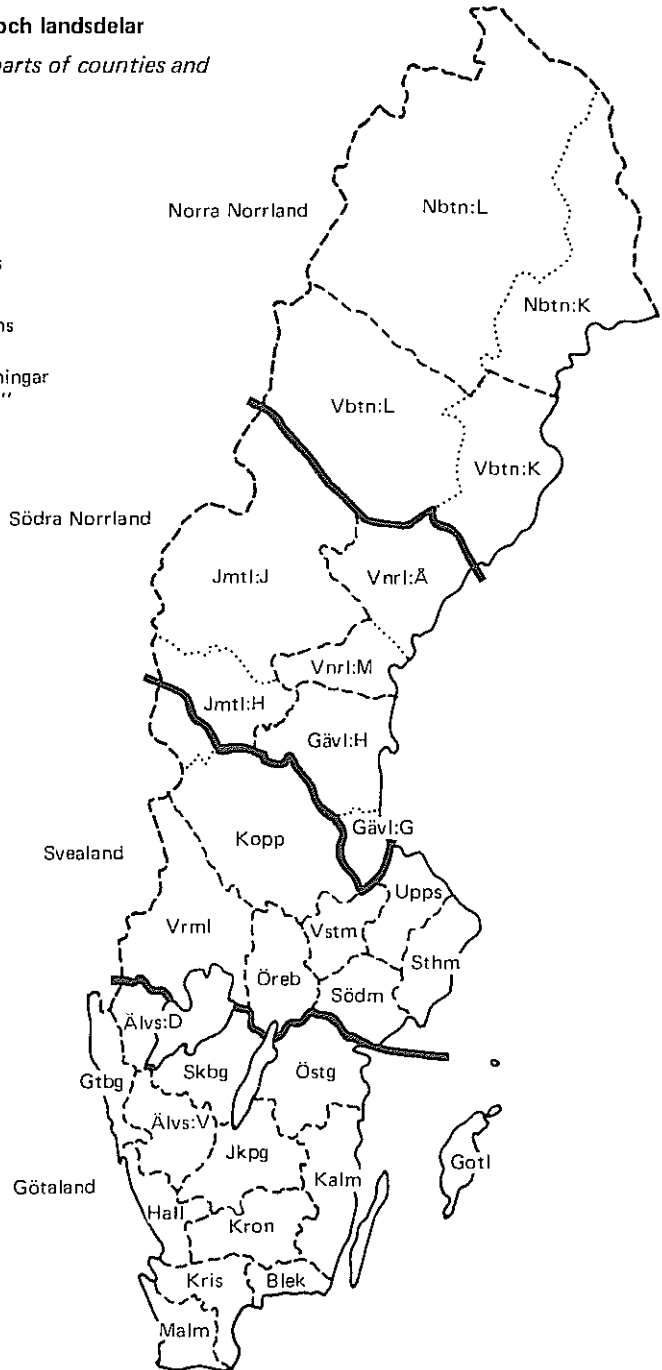 och landsdelar
parts of counties and
Norra Norrland
Nbtn:L
Nbtn:K
Vbtn:L
Vbtn:K
Södra Norrland
Jmtl:J
Vnrl:Å
Vnrl:M
Jmtl:H
Gävl:H
Gävl:G
Kopp
Svealand
Upps
Vrml
Vstm
Sthm
Öreb
Södm
Älvs:D
Skbg
Östg
Gtbg
Älvs:V
Jkpg
Kalm
Gotl
Götaland
Hall
Kron
Kris
Blek
Malm